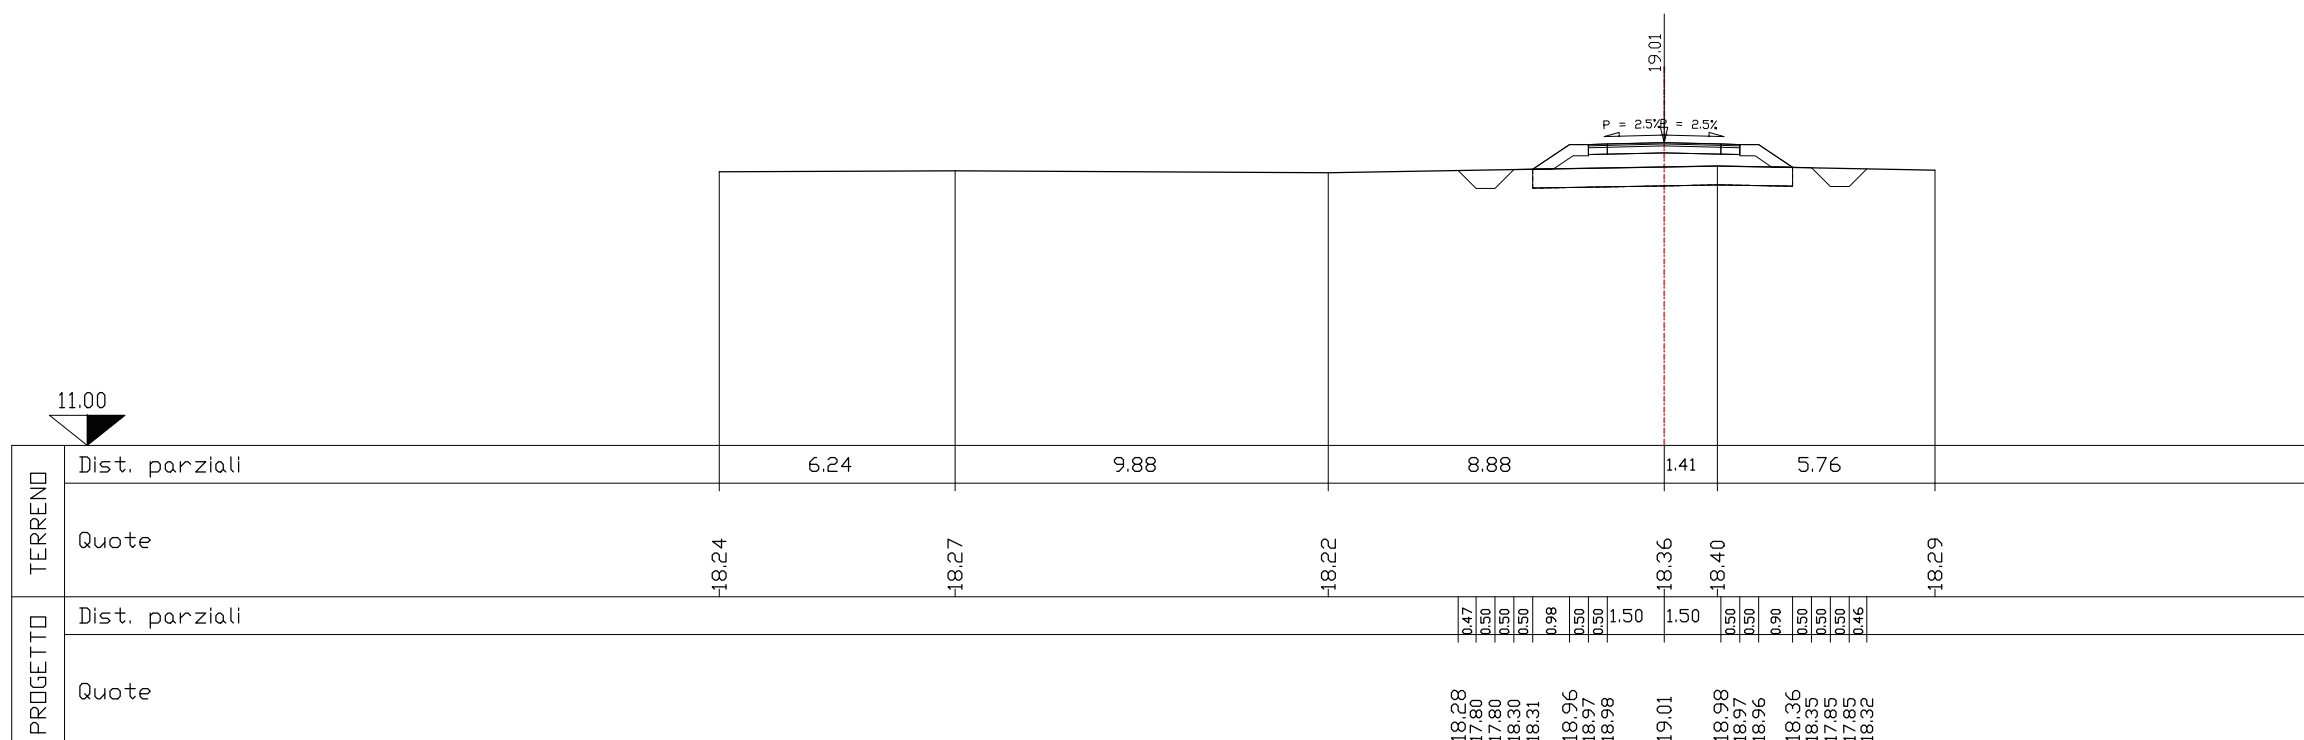 19.01
P = 2.5% P = 2.5%
11.00
TERRENO
Dist. parziali
6.24 9.88 8.88 1.41 5.76
Quote
18.24 18.27 18.22 18.36 18.40 18.29
PROGETTO
Dist. parziali
0.47 0.50 0.50 0.50 0.98 0.50 0.50 1.50 1.50 0.50 0.50 0.90 0.50 0.50 0.50 0.46
Quote
18.28 17.80 17.80 18.30 18.31 18.96 18.97 18.98 19.01 18.98 18.97 18.96 18.36 18.35 17.85 17.85 18.32